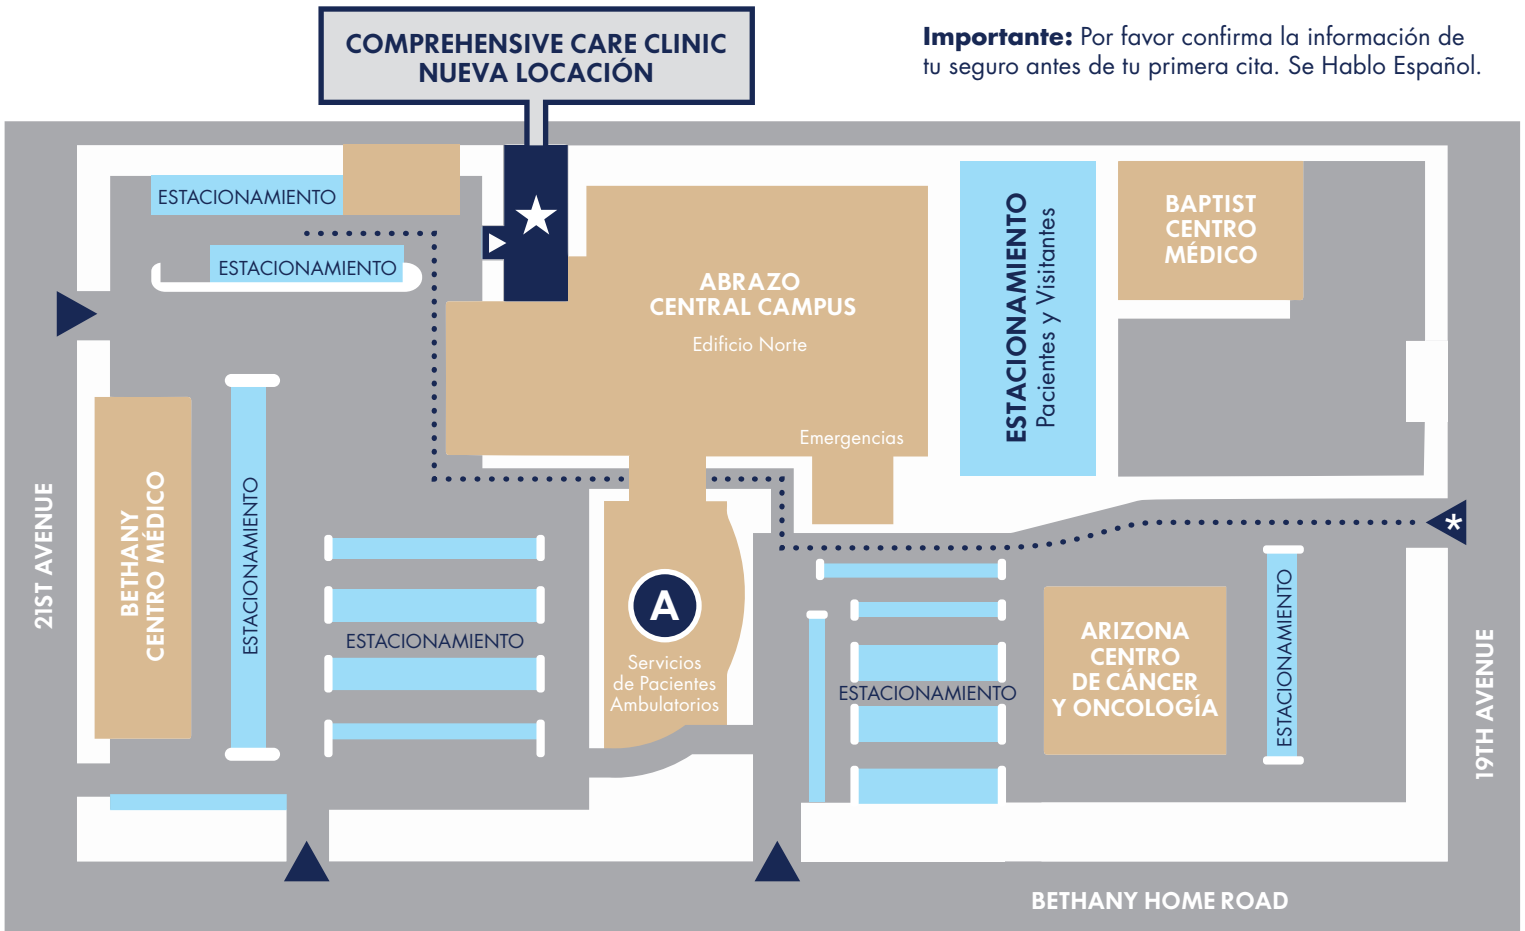 COMPREHENSIVE CARE CLINIC
NUEVA LOCACIÓN
Importante: Por favor confirma la información de
tu seguro antes de tu primera cita. Se Hablo Español.
ESTACIONAMIENTO
ESTACIONAMIENTO
ABRAZO
CENTRAL CAMPUS
Edificio Norte
Emergencias
ESTACIONAMIENTO
Pacientes y Visitantes
BAPTIST
CENTRO
MÉDICO
21ST AVENUE
BETHANY
CENTRO MÉDICO
ESTACIONAMIENTO
ESTACIONAMIENTO
A
Servicios
de Pacientes
Ambulatorios
ESTACIONAMIENTO
ARIZONA
CENTRO
DE CÁNCER
Y ONCOLOGÍA
ESTACIONAMIENTO
*
19TH AVENUE
BETHANY HOME ROAD